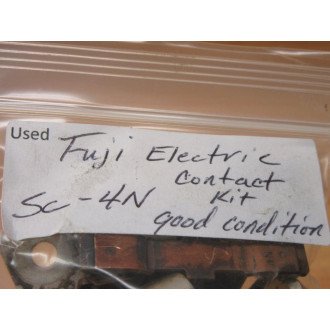 Used
Fuji Electric
Contact
SC-4N Kit
good condition